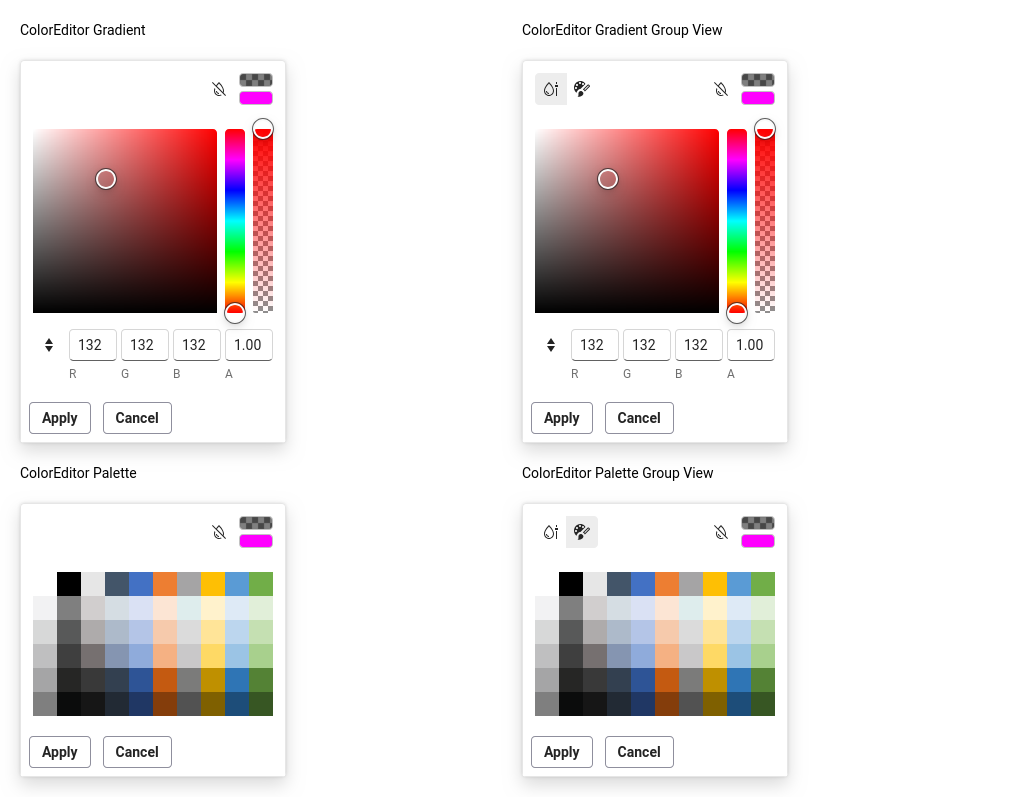 ColorEditor Gradient
ColorEditor Gradient Group View
132 132 132 1.00
R G B A
Apply Cancel
132 132 132 1.00
R G B A
Apply Cancel
ColorEditor Palette
ColorEditor Palette Group View
Apply Cancel
Apply Cancel